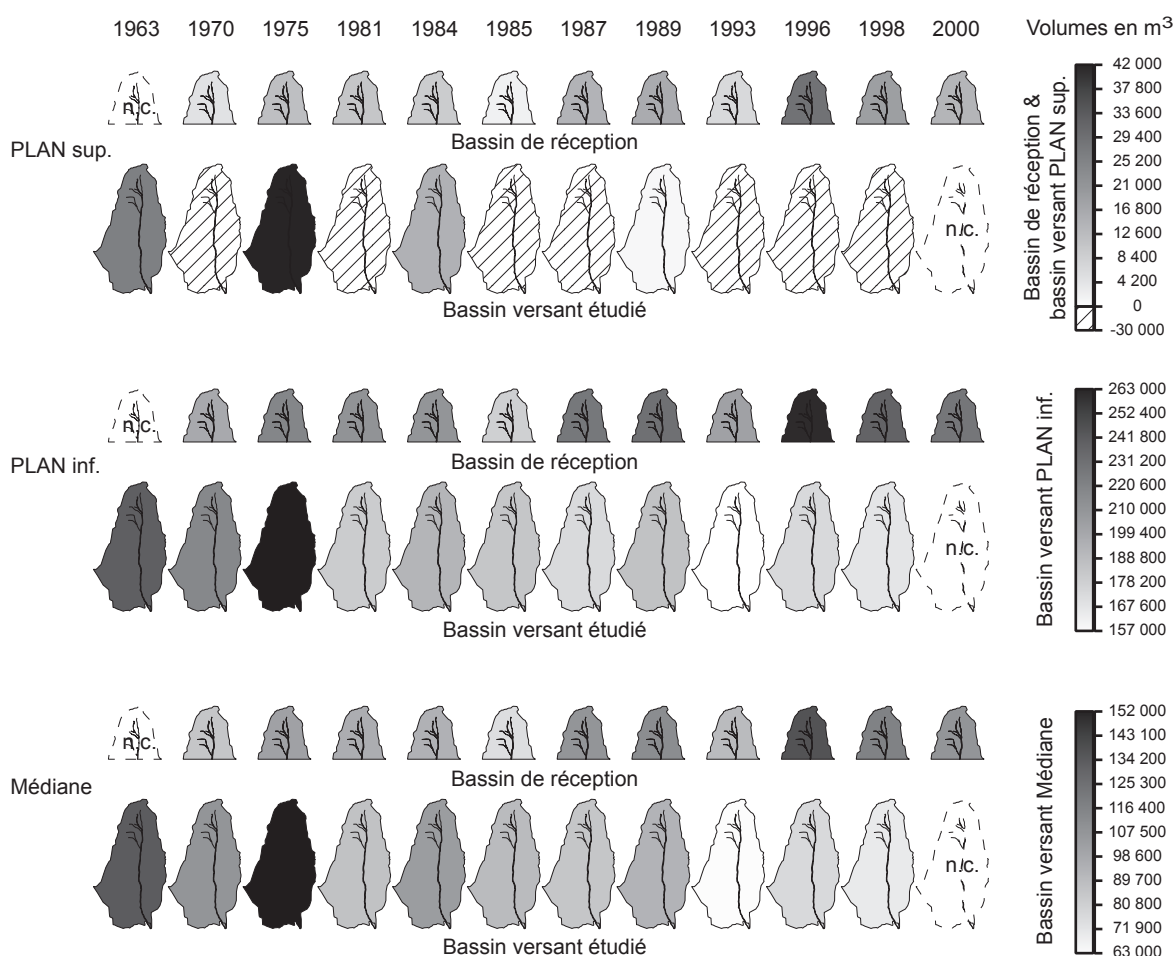 1963 1970 1975 1981 1984 1985 1987 1989 1993 1996 1998 2000
n.c.
Bassin de réception
PLAN sup.
n.c.
Bassin versant étudié
n.c.
Bassin de réception
PLAN inf.
n.c.
Bassin versant étudié
n.c.
Bassin de réception
Médiane
n.c.
Bassin versant étudié
Volumes en m³
Bassin de réception &
bassin versant PLAN sup.
42 000
37 800
33 600
29 400
25 200
21 000
16 800
12 600
8 400
4 200
0
-30 000
Bassin versant PLAN inf.
263 000
252 400
241 800
231 200
220 600
210 000
199 400
188 800
178 200
167 600
157 000
Bassin versant Médiane
152 000
143 100
134 200
125 300
116 400
107 500
98 600
89 700
80 800
71 900
63 000